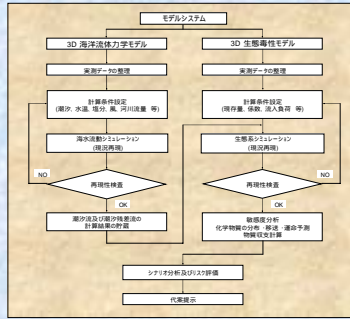 モデルシステム
3D 海洋流体力学モデル
実測データの整理
計算条件設定
(潮汐, 水温, 塩分, 風, 河川流量 等)
海水流動シミュレーション
(現況再現)
NO
再現性検査
OK
潮汐流及び潮汐残差流の
計算結果の貯蔵
3D 生態毒性モデル
実測データの整理
計算条件設定
(現存量, 係数, 流入負荷 等)
生態系シミュレーション
(現況再現)
再現性検査
NO
OK
敏感度分析
化学物質の分布・移送・運命予測
物質収支計算
シナリオ分析及びリスク評価
代案提示